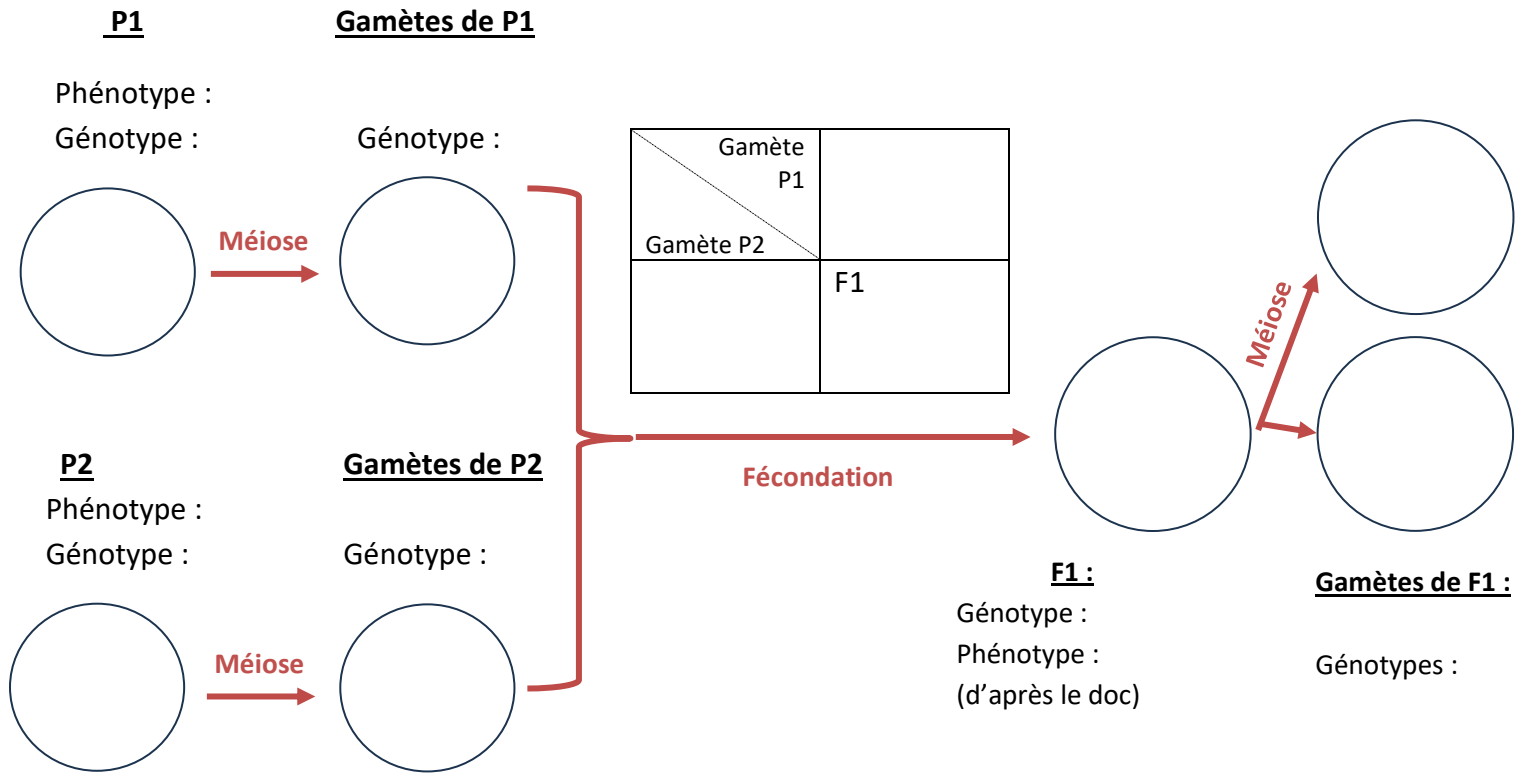 P1
Gamètes de P1
Phénotype :
Génotype :
Génotype :
Méiose
Gamète
P1
Gamète P2
F1
P2
Gamètes de P2
Phénotype :
Génotype :
Génotype :
Méiose
Fécondation
Méiose
F1 :
Génotype :
Phénotype :
(d’après le doc)
Gamètes de F1 :
Génotypes :